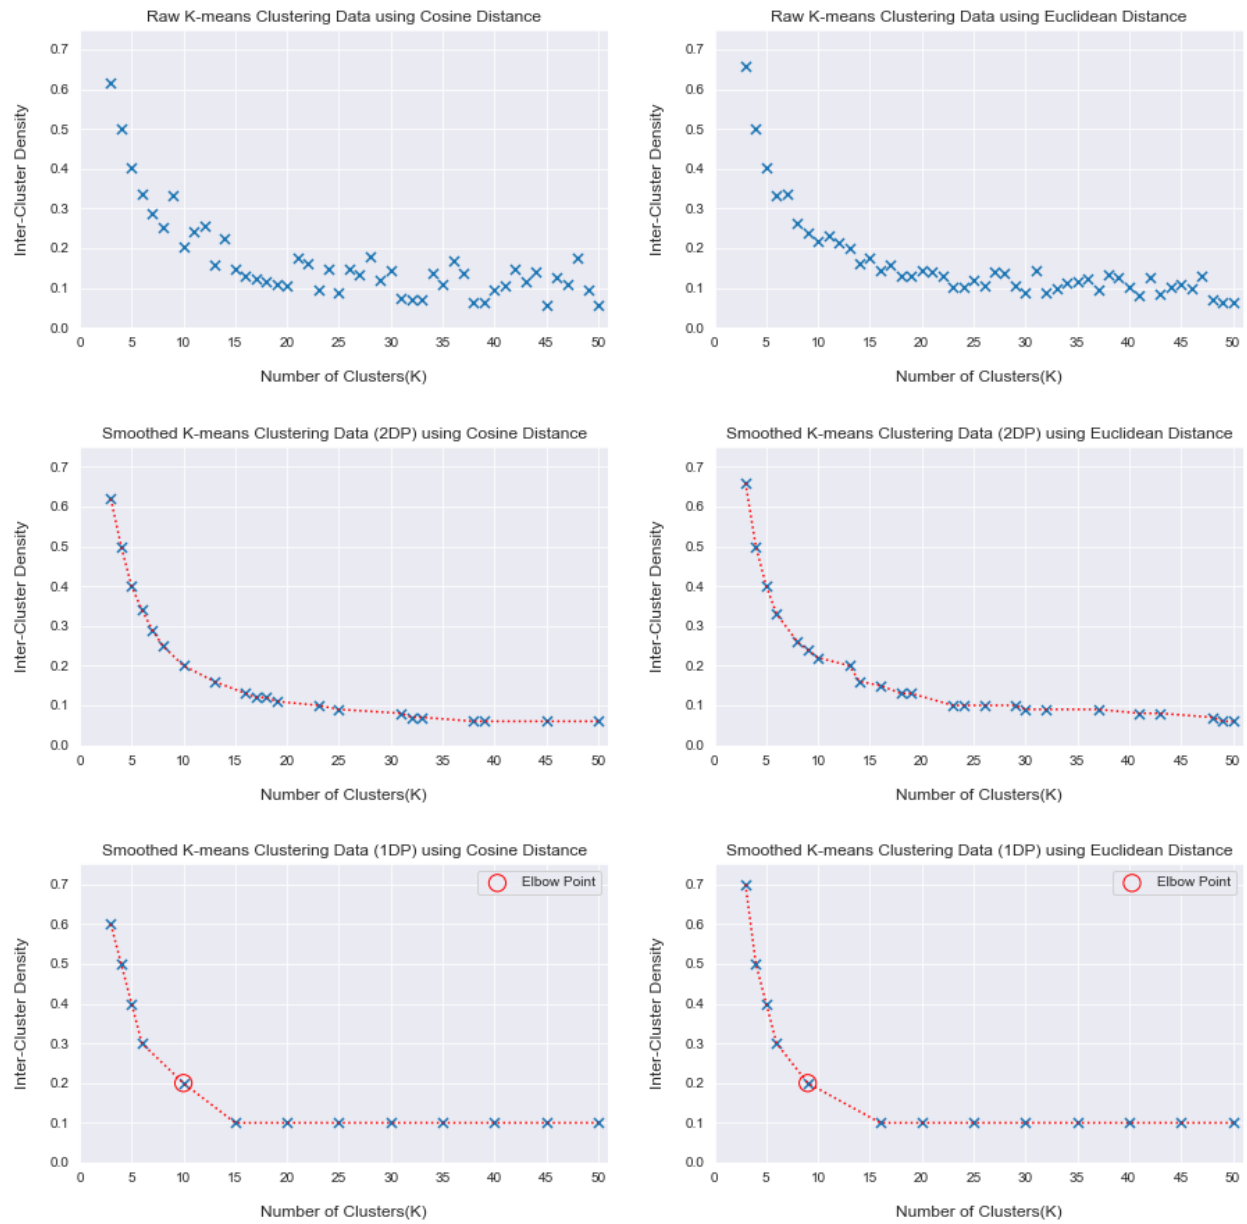 Raw K-means Clustering Data using Cosine Distance
Inter-Cluster Density
0.7
0.6
0.5
0.4
0.3
0.2
0.1
0.0
0 5 10 15 20 25 30 35 40 45 50
Number of Clusters(K)
Raw K-means Clustering Data using Euclidean Distance
Inter-Cluster Density
0.7
0.6
0.5
0.4
0.3
0.2
0.1
0.0
0 5 10 15 20 25 30 35 40 45 50
Number of Clusters(K)
Smoothed K-means Clustering Data (2DP) using Cosine Distance
Inter-Cluster Density
0.7
0.6
0.5
0.4
0.3
0.2
0.1
0.0
0 5 10 15 20 25 30 35 40 45 50
Number of Clusters(K)
Smoothed K-means Clustering Data (2DP) using Euclidean Distance
Inter-Cluster Density
0.7
0.6
0.5
0.4
0.3
0.2
0.1
0.0
0 5 10 15 20 25 30 35 40 45 50
Number of Clusters(K)
Smoothed K-means Clustering Data (1DP) using Cosine Distance
Elbow Point
Inter-Cluster Density
0.7
0.6
0.5
0.4
0.3
0.2
0.1
0.0
0 5 10 15 20 25 30 35 40 45 50
Number of Clusters(K)
Smoothed K-means Clustering Data (1DP) using Euclidean Distance
Elbow Point
Inter-Cluster Density
0.7
0.6
0.5
0.4
0.3
0.2
0.1
0.0
0 5 10 15 20 25 30 35 40 45 50
Number of Clusters(K)